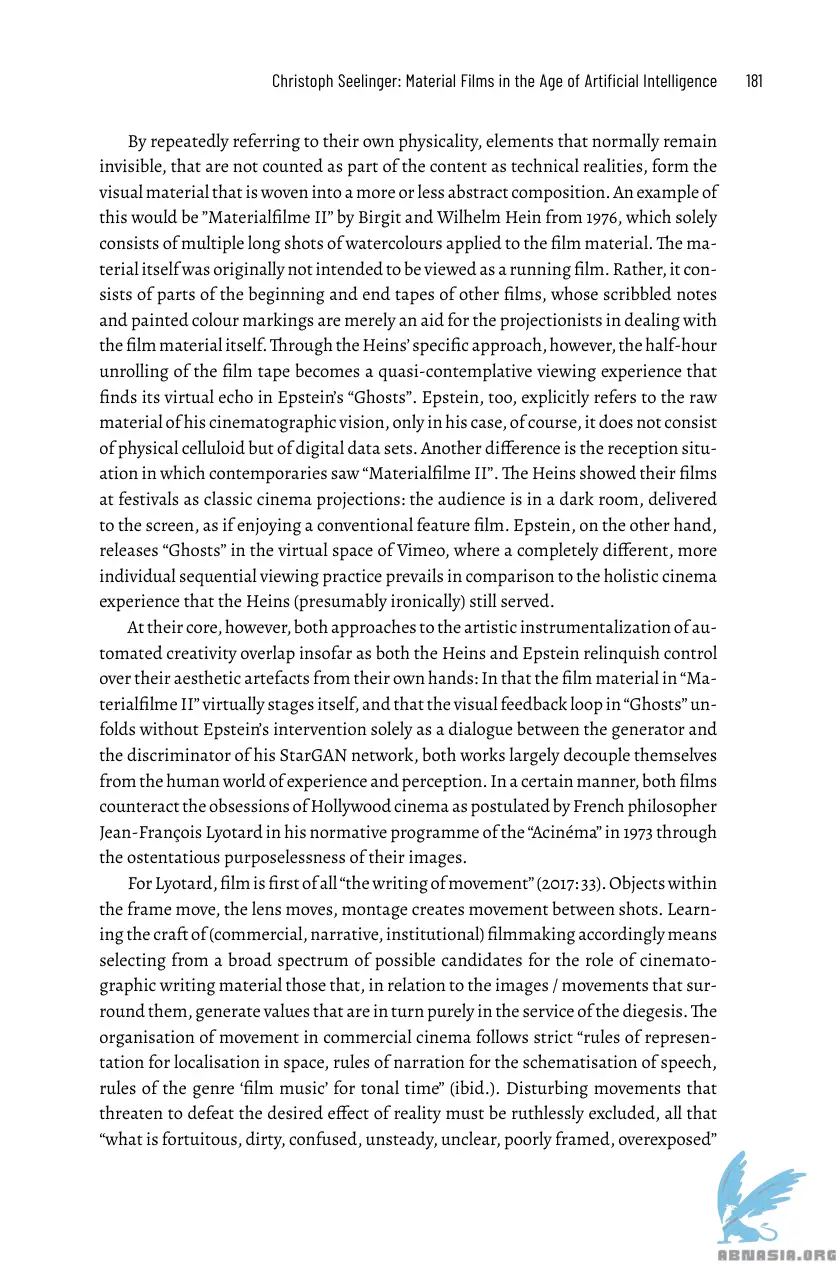 Christoph Seelinger: Material Films in the Age of Artificial Intelligence 181
By repeatedly referring to their own physicality, elements that normally remain
invisible, that are not counted as part of the content as technical realities, form the
visual material that is woven into a more or less abstract composition. An example of
this would be ”Materialfilme II” by Birgit and Wilhelm Hein from 1976, which solely
consists of multiple long shots of watercolours applied to the film material. The ma-
terial itself was originally not intended to be viewed as a running film. Rather, it con-
sists of parts of the beginning and end tapes of other films, whose scribbled notes
and painted colour markings are merely an aid for the projectionists in dealing with
the film material itself. Through the Heins’ specific approach, however, the half-hour
unrolling of the film tape becomes a quasi-contemplative viewing experience that
finds its virtual echo in Epstein’s “Ghosts”. Epstein, too, explicitly refers to the raw
material of his cinematographic vision, only in his case, of course, it does not consist
of physical celluloid but of digital data sets. Another difference is the reception situ-
ation in which contemporaries saw “Materialfilme II”. The Heins showed their films
at festivals as classic cinema projections: the audience is in a dark room, delivered
to the screen, as if enjoying a conventional feature film. Epstein, on the other hand,
releases “Ghosts” in the virtual space of Vimeo, where a completely different, more
individual sequential viewing practice prevails in comparison to the holistic cinema
experience that the Heins (presumably ironically) still served.
At their core, however, both approaches to the artistic instrumentalization of au-
tomated creativity overlap insofar as both the Heins and Epstein relinquish control
over their aesthetic artefacts from their own hands: In that the film material in “Ma-
terialfilme II” virtually stages itself, and that the visual feedback loop in “Ghosts” un-
folds without Epstein’s intervention solely as a dialogue between the generator and
the discriminator of his StarGAN network, both works largely decouple themselves
from the human world of experience and perception. In a certain manner, both films
counteract the obsessions of Hollywood cinema as postulated by French philosopher
Jean-François Lyotard in his normative programme of the “Acinéma” in 1973 through
the ostentatious purposelessness of their images.
For Lyotard, film is first of all “the writing of movement” (2017: 33). Objects within
the frame move, the lens moves, montage creates movement between shots. Learn-
ing the craft of (commercial, narrative, institutional) filmmaking accordingly means
selecting from a broad spectrum of possible candidates for the role of cinemato-
graphic writing material those that, in relation to the images / movements that sur-
round them, generate values that are in turn purely in the service of the diegesis. The
organisation of movement in commercial cinema follows strict “rules of represen-
tation for localisation in space, rules of narration for the schematisation of speech,
rules of the genre ‘film music’ for tonal time” (ibid.). Disturbing movements that
threaten to defeat the desired effect of reality must be ruthlessly excluded, all that
“what is fortuitous, dirty, confused, unsteady, unclear, poorly framed, overexposed”
ABNASIA.ORG